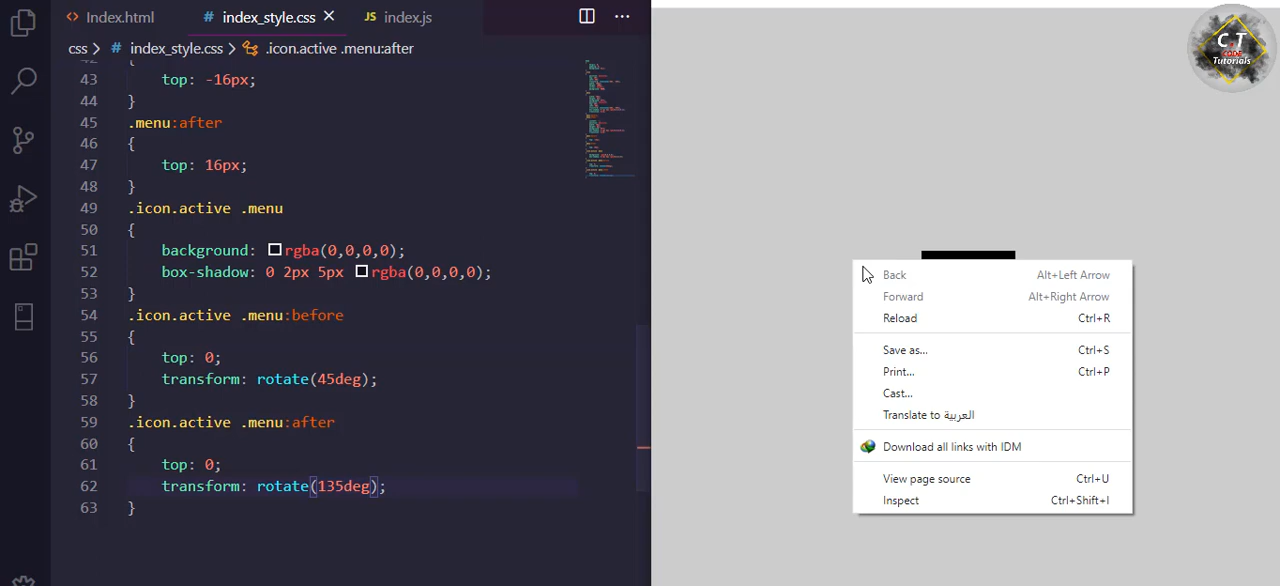 Index.html
index_style.css
index.js
css > index_style.css > .icon.active .menu:after
43 top: -16px;
44 }
45 .menu:after
46 {
47 top: 16px;
48 }
49 .icon.active .menu
50 {
51 background: rgba(0,0,0,0);
52 box-shadow: 0 2px 5px rgba(0,0,0,0);
53 }
54 .icon.active .menu:before
55 {
56 top: 0;
57 transform: rotate(45deg);
58 }
59 .icon.active .menu:after
60 {
61 top: 0;
62 transform: rotate(135deg);
63 }
C.T
CODE
Tutorials
Back Alt+Left Arrow
Forward Alt+Right Arrow
Reload Ctrl+R
Save as... Ctrl+S
Print... Ctrl+P
Cast...
Translate to العربية
Download all links with IDM
View page source Ctrl+U
Inspect Ctrl+Shift+I